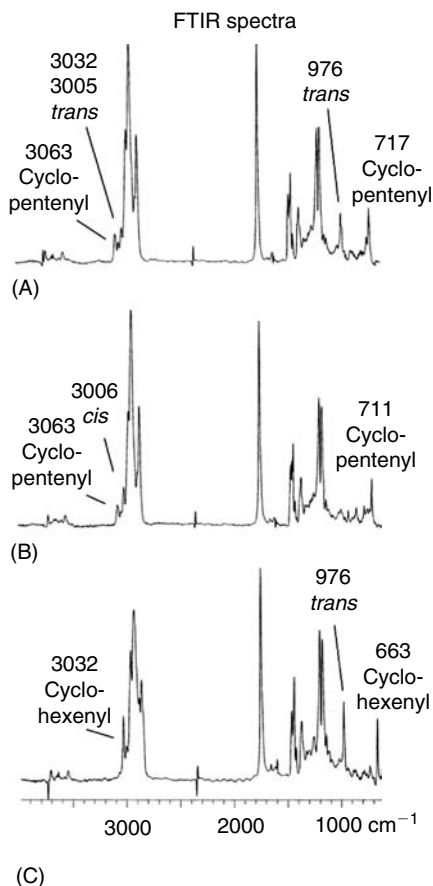 FTIR spectra
3032
3005
trans
3063
Cyclo-
pentenyl
976
trans
717
Cyclo-
pentenyl
(A)
3006
cis
3063
Cyclo-
pentenyl
711
Cyclo-
pentenyl
(B)
3032
Cyclo-
hexenyl
976
trans
663
Cyclo-
hexenyl
3000 2000 1000 cm⁻¹
(C)